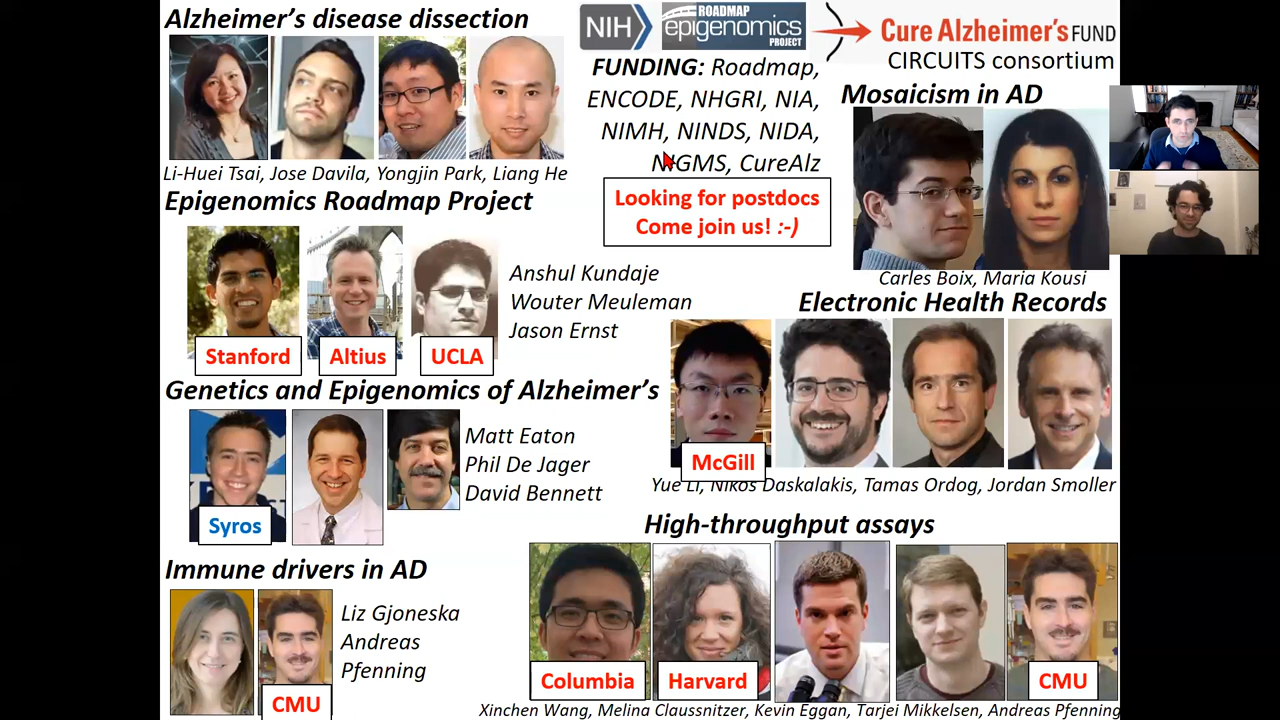 Alzheimer's disease dissection
Li-Huei Tsai, Jose Davila, Yongjin Park, Liang He
NIH
ROADMAP
epigenomics
PROJECT
Cure Alzheimer's FUND
CIRCUITS consortium
FUNDING: Roadmap,
ENCODE, NHGRI, NIA,
NIMH, NINDS, NIDA,
NIGMS, CureAlz
Looking for postdocs
Come join us! :-)
Mosaicism in AD
Carles Boix, Maria Kousi
Epigenomics Roadmap Project
Stanford
Altius
UCLA
Anshul Kundaje
Wouter Meuleman
Jason Ernst
Electronic Health Records
McGill
Yue Li, Nikos Daskalakis, Tamas Ordog, Jordan Smoller
Genetics and Epigenomics of Alzheimer's
Syros
Matt Eaton
Phil De Jager
David Bennett
High-throughput assays
Columbia
Harvard
CMU
Xinchen Wang, Melina Claussnitzer, Kevin Eggan, Tarjei Mikkelsen, Andreas Pfenning
Immune drivers in AD
CMU
Liz Gjoneska
Andreas
Pfenning